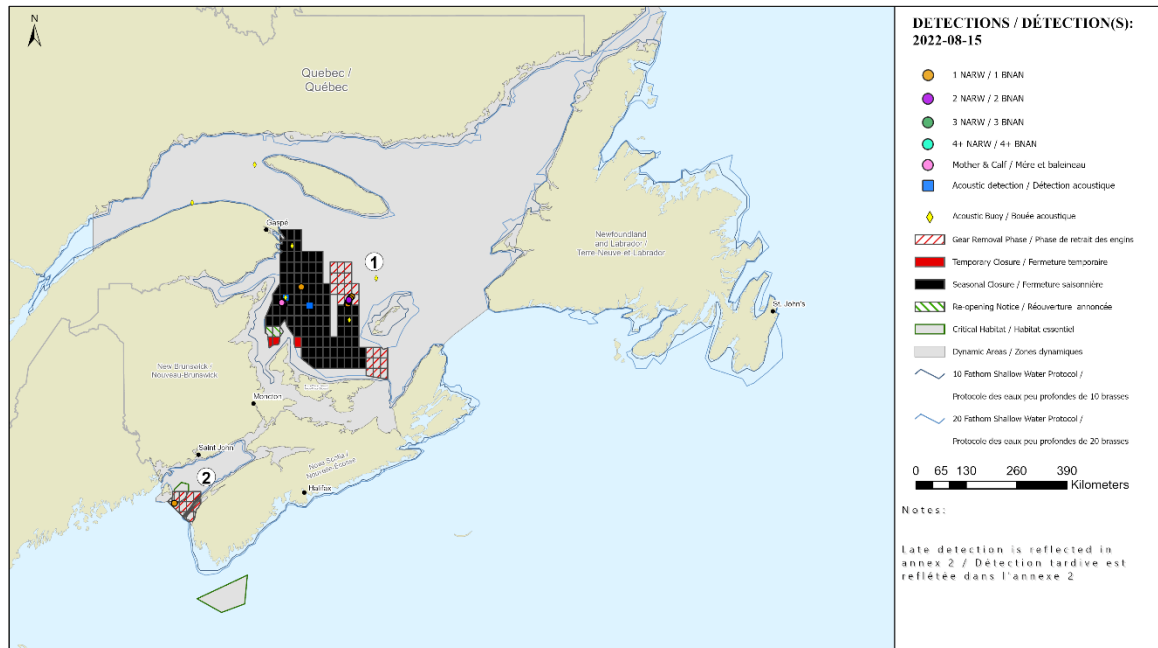 N
Quebec /
Québec
Gaspé
1
Newfoundland
and Labrador /
Terre-Neuve-et-Labrador
St. John's
New Brunswick /
Nouveau-Brunswick
Moncton
Saint John
2
Nova Scotia /
Nouvelle-Écosse
Halifax
DETECTIONS / DÉTECTION(S):
2022-08-15
1 NARW / 1 BNAN
2 NARW / 2 BNAN
3 NARW / 3 BNAN
4+ NARW / 4+ BNAN
Mother & Calf / Mère et baleineau
Acoustic detection / Détection acoustique
Acoustic Buoy / Bouée acoustique
Gear Removal Phase / Phase de retrait des engins
Temporary Closure / Fermeture temporaire
Seasonal Closure / Fermeture saisonnière
Re-opening Notice / Réouverture annoncée
Critical Habitat / Habitat essentiel
Dynamic Areas / Zones dynamiques
10 Fathom Shallow Water Protocol /
Protocole des eaux peu profondes de 10 brasses
20 Fathom Shallow Water Protocol /
Protocole des eaux peu profondes de 20 brasses
0 65 130 260 390
Kilometers
Notes:
Late detection is reflected in
annex 2 / Détection tardive est
reflétée dans l'annexe 2